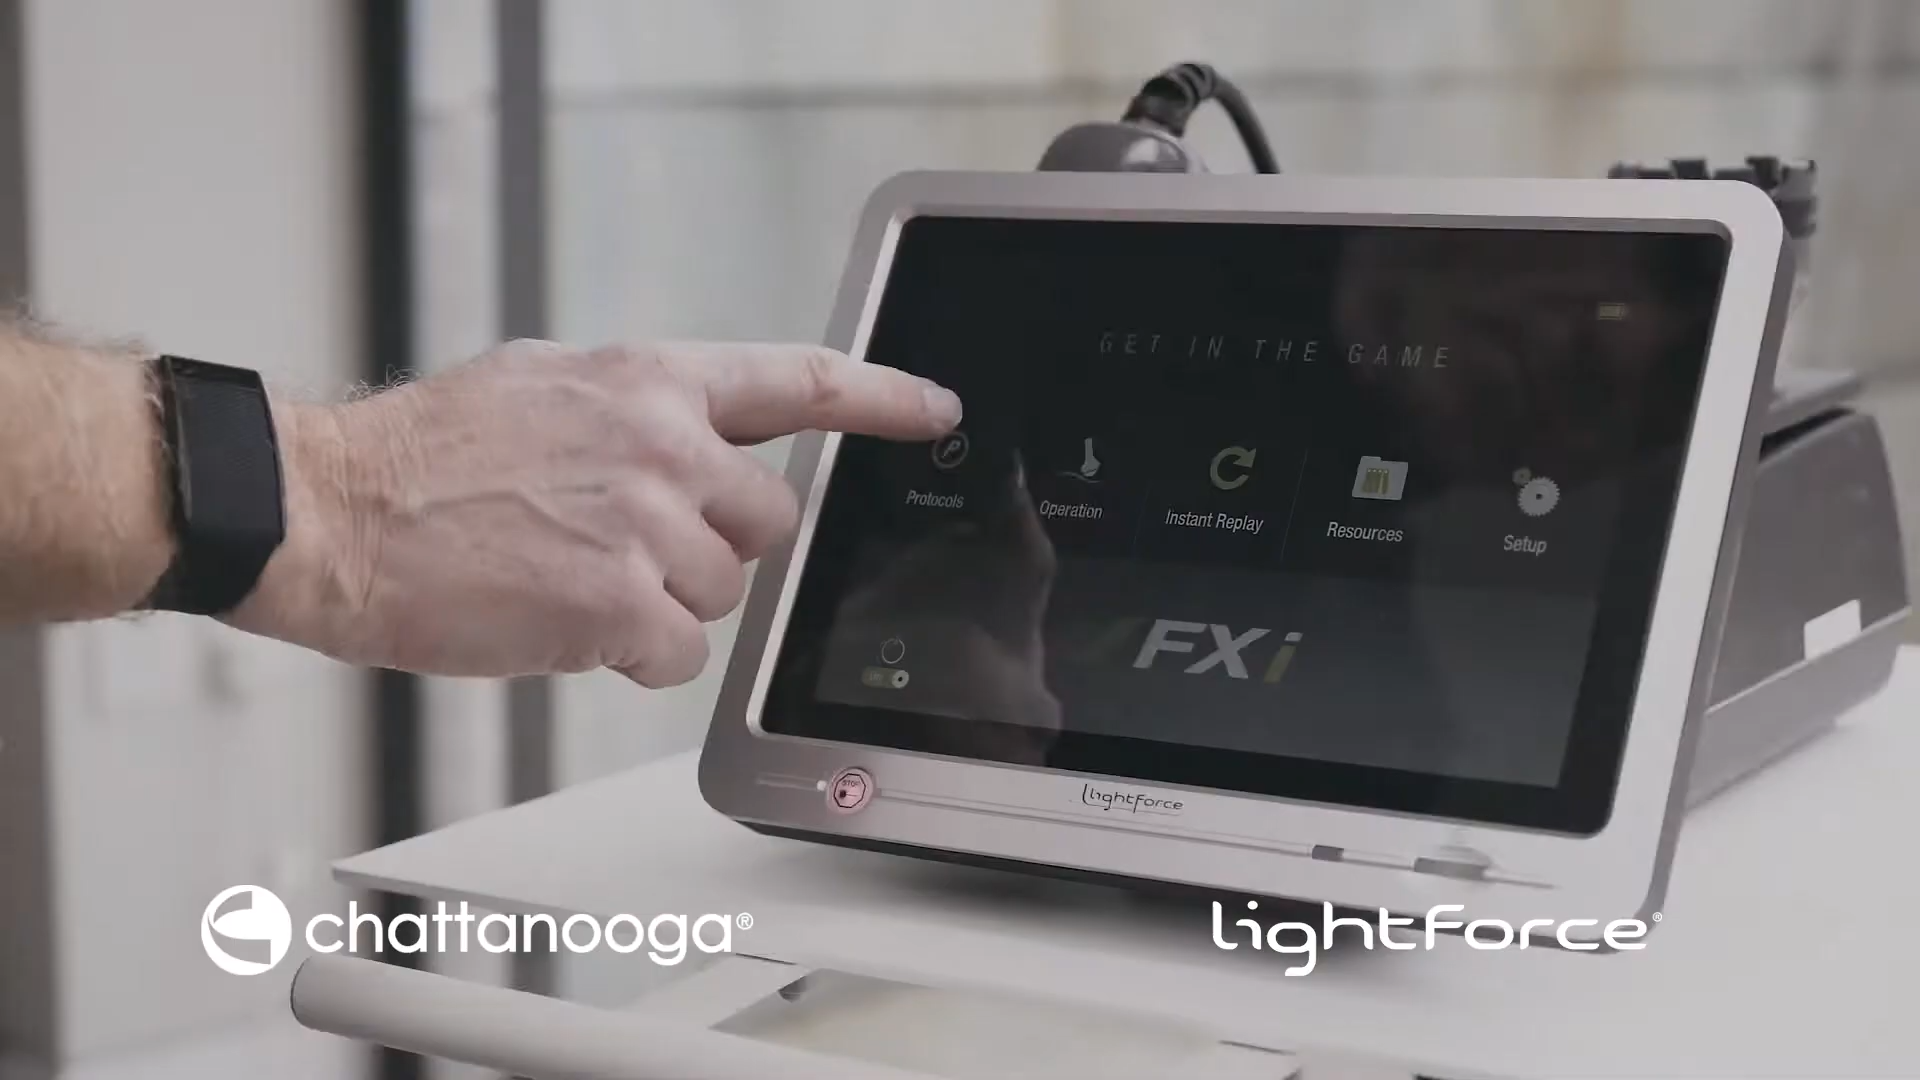 GET IN THE GAME
Protocols
Operation
Instant Replay
Resources
Setup
FXi
STOP
LightForce
chattanooga®
LightForce®